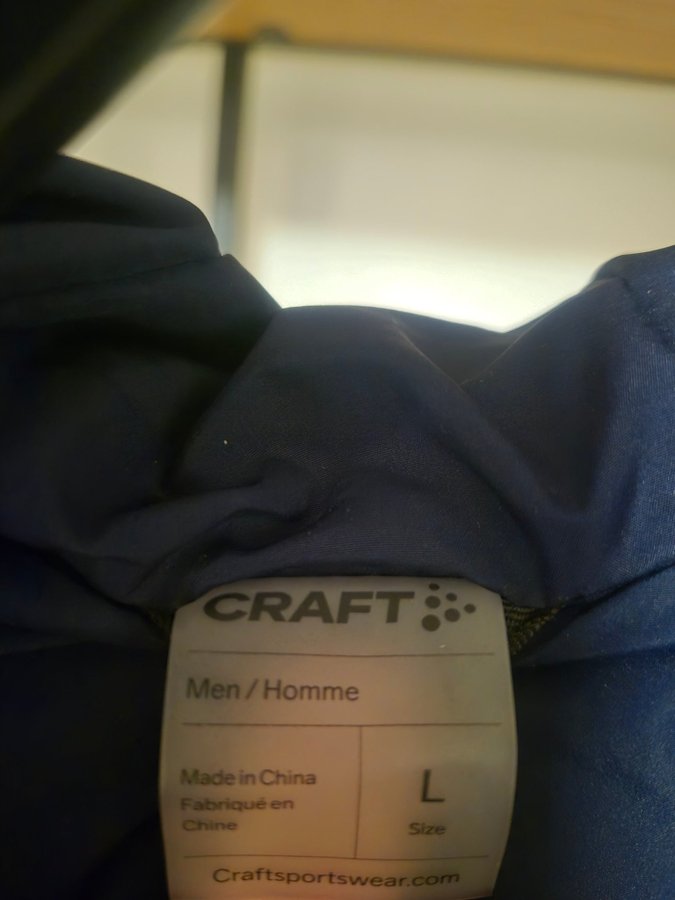 CRAFT
Men / Homme
Made in China
Fabriqué en
Chine
L
Size
Craftsportswear.com